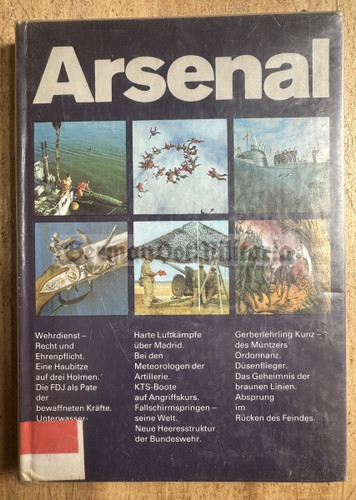 Arsenal
GermanDotMilitaria
Wehrdienst –
Recht und
Ehrenpflicht.
Eine Haubitze
auf drei Holmen.
Die FDJ als Pate
der
bewaffneten Kräfte.
Unterwasser-
Harte Luftkämpfe
über Madrid.
Bei den
Meteorologen der
Artillerie.
KTS-Boote
auf Angriffskurs.
Fallschirmspringen –
seine Welt.
Neue Heeresstruktur
der Bundeswehr.
Gerberlehrling Kunz –
des Müntzers
Ordonnanz.
Düsenflieger.
Das Geheimnis der
braunen Linien.
Absprung
im
Rücken des Feindes.